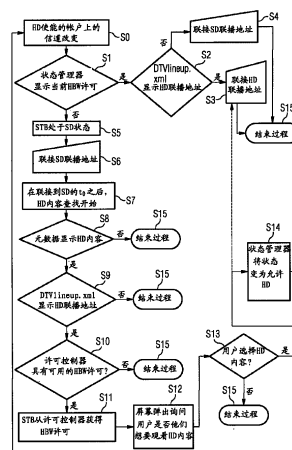 HD使能的帐户上的
信道改变
S0
S1
状态管理器
显示当前HBW许可
是
否
S2
DTVlineup.
xml
显示HD联播地址
否
是
S4
联接SD联播地址
S3
联接HD
联播地址
S15
结束过程
STB处于SD状态
S5
联接SD联播地址
S6
在联接到SD的t₀之后，
HD内容查找开始
S7
S8
元数据显示HD内容
否
S15
结束过程
是
S9
DTVlineup.xml
显示HD联播地址
否
S15
结束过程
是
S10
许可控制器
具有可用的HBW许可?
否
S15
结束过程
是
S11
STB从许可控制器获得
HBW许可
S12
屏幕弹出询问
用户是否他们
想要观看HD内容
S13
用户选择HD
内容?
是
否
S15
结束过程
S14
状态管理器
将状态
变为允许
HD